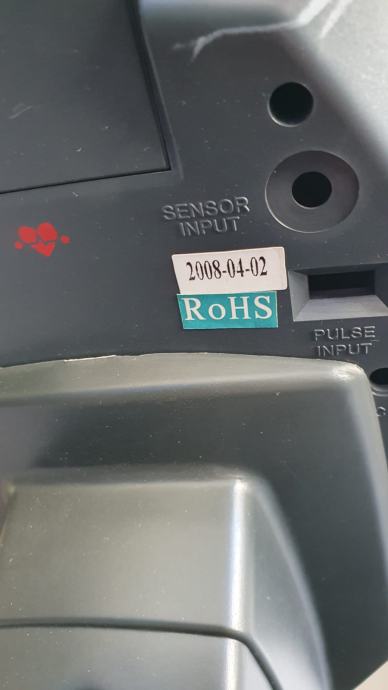 SENSOR
INPUT
2008-04-02
RoHS
PULSE
INPUT